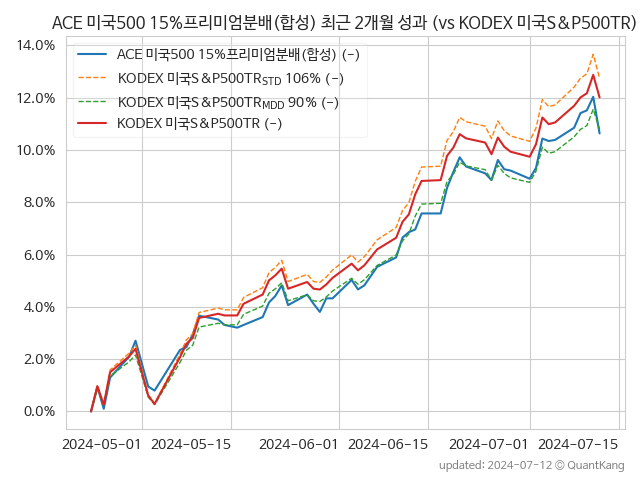 ACE 미국500 15%프리미엄분배(합성) 최근 2개월 성과 (vs KODEX 미국S&P500TR)
14.0%
12.0%
10.0%
8.0%
6.0%
4.0%
2.0%
0.0%
ACE 미국500 15%프리미엄분배(합성) (-)
KODEX 미국S&P500TRSTD 106% (-)
KODEX 미국S&P500TRMDD 90% (-)
KODEX 미국S&P500TR (-)
2024-05-01 2024-05-15 2024-06-01 2024-06-15 2024-07-01 2024-07-15
updated: 2024-07-12 © QuantKang